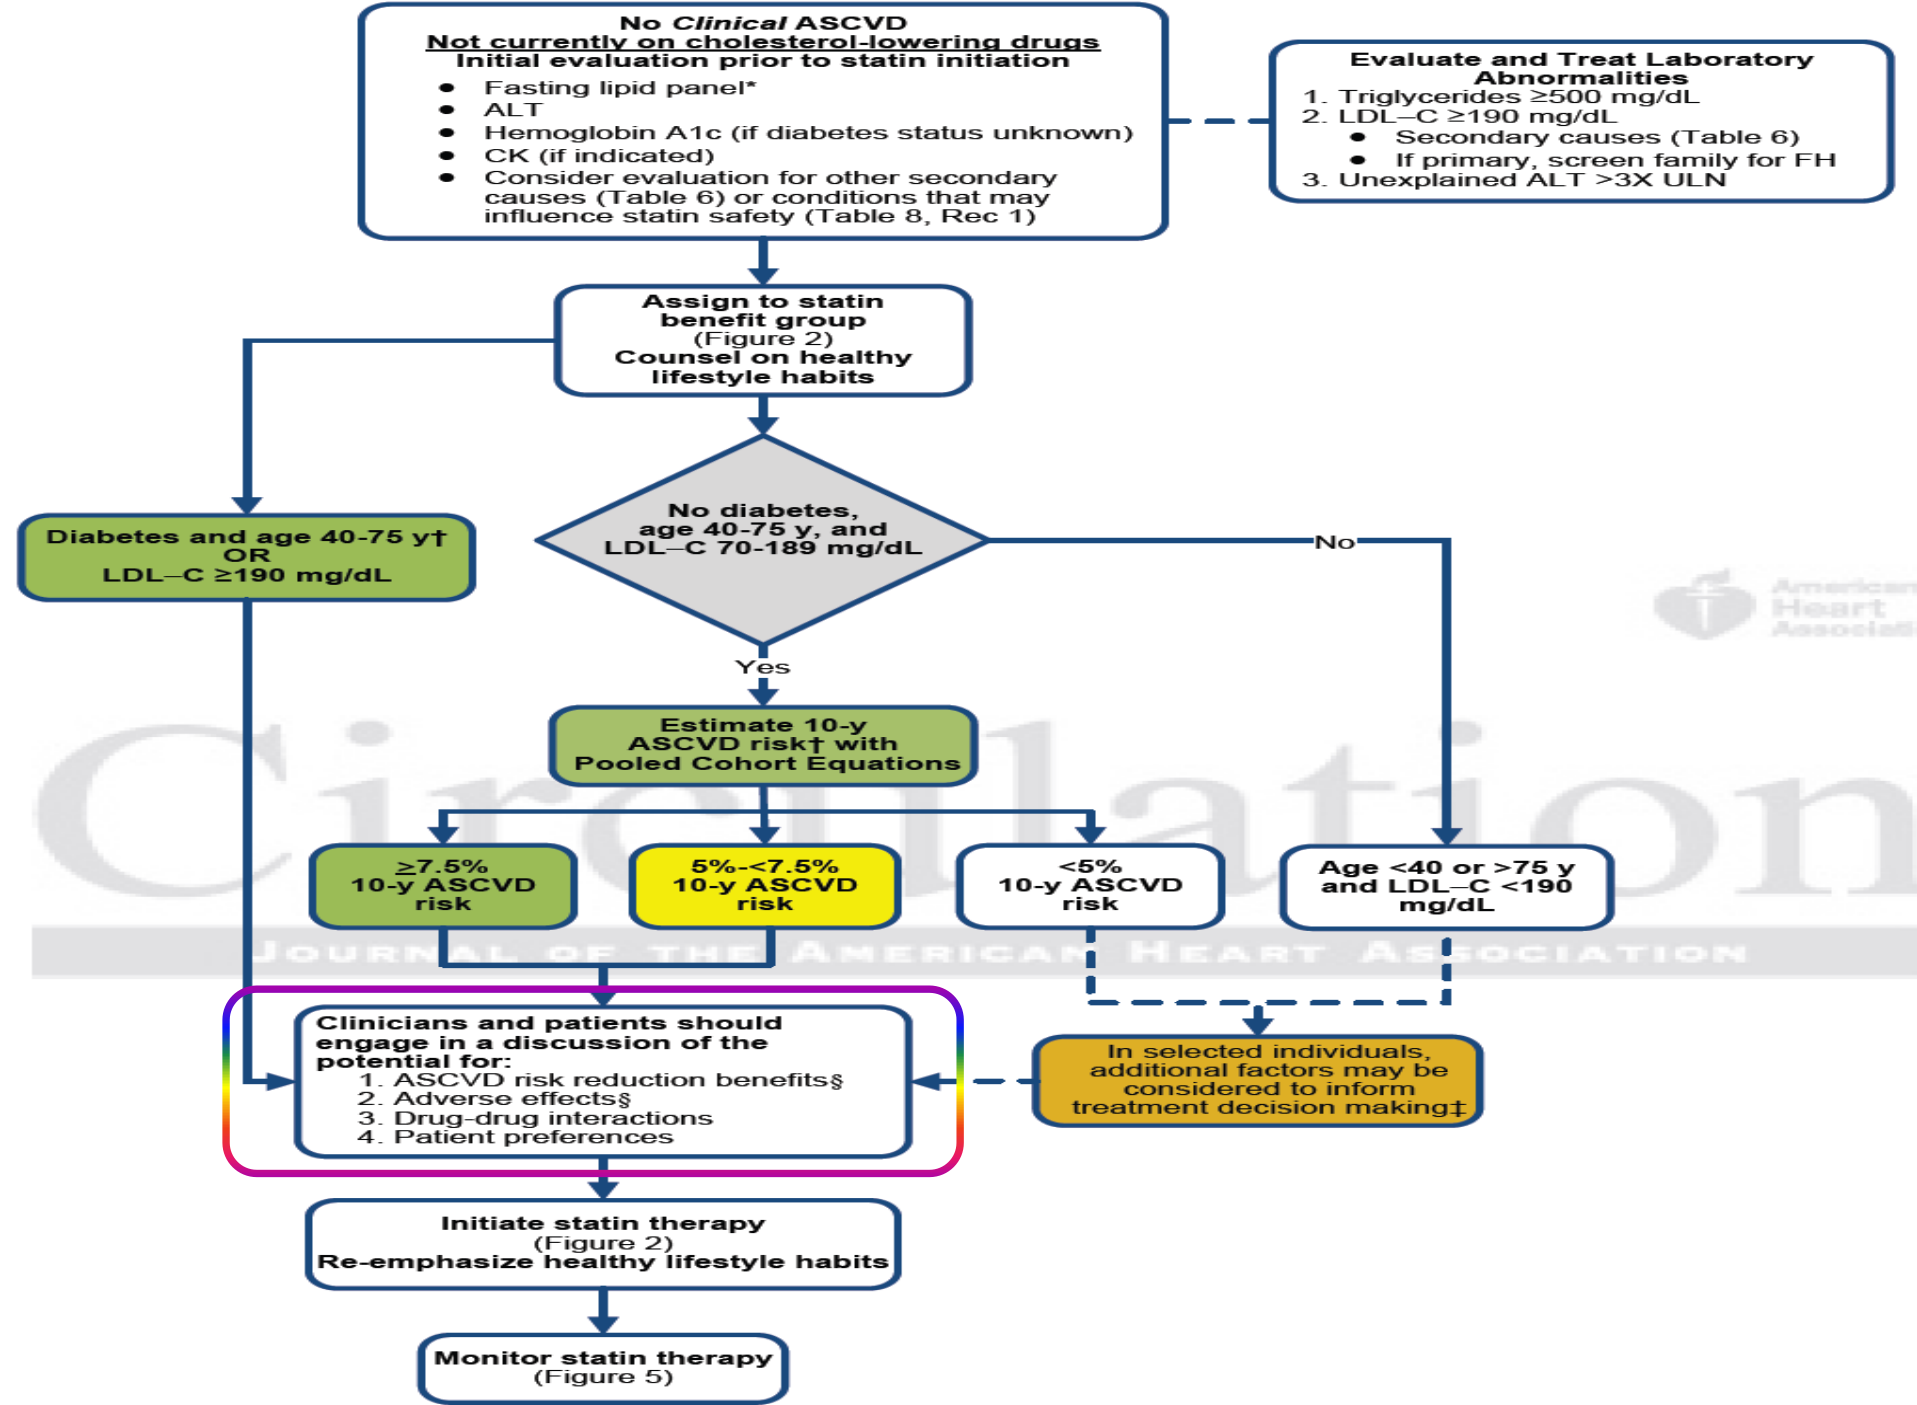 No Clinical ASCVD
Not currently on cholesterol-lowering drugs
Initial evaluation prior to statin initiation
● Fasting lipid panel*
● ALT
● Hemoglobin A1c (if diabetes status unknown)
● CK (if indicated)
● Consider evaluation for other secondary
causes (Table 6) or conditions that may
influence statin safety (Table 8, Rec 1)
Evaluate and Treat Laboratory
Abnormalities
1. Triglycerides ≥500 mg/dL
2. LDL–C ≥190 mg/dL
● Secondary causes (Table 6)
● If primary, screen family for FH
3. Unexplained ALT >3X ULN
Assign to statin
benefit group
(Figure 2)
Counsel on healthy
lifestyle habits
Diabetes and age 40-75 y†
OR
LDL–C ≥190 mg/dL
No diabetes,
age 40-75 y, and
LDL–C 70-189 mg/dL
No
Yes
American
Heart
Associati
Estimate 10-y
ASCVD risk† with
Pooled Cohort Equations
Circulation
≥7.5%
10-y ASCVD
risk
5%-<7.5%
10-y ASCVD
risk
<5%
10-y ASCVD
risk
Age <40 or >75 y
and LDL–C <190
mg/dL
JOURNAL OF THE AMERICAN HEART ASSOCIATION
Clinicians and patients should
engage in a discussion of the
potential for:
1. ASCVD risk reduction benefits§
2. Adverse effects§
3. Drug-drug interactions
4. Patient preferences
In selected individuals,
additional factors may be
considered to inform
treatment decision making‡
Initiate statin therapy
(Figure 2)
Re-emphasize healthy lifestyle habits
Monitor statin therapy
(Figure 5)